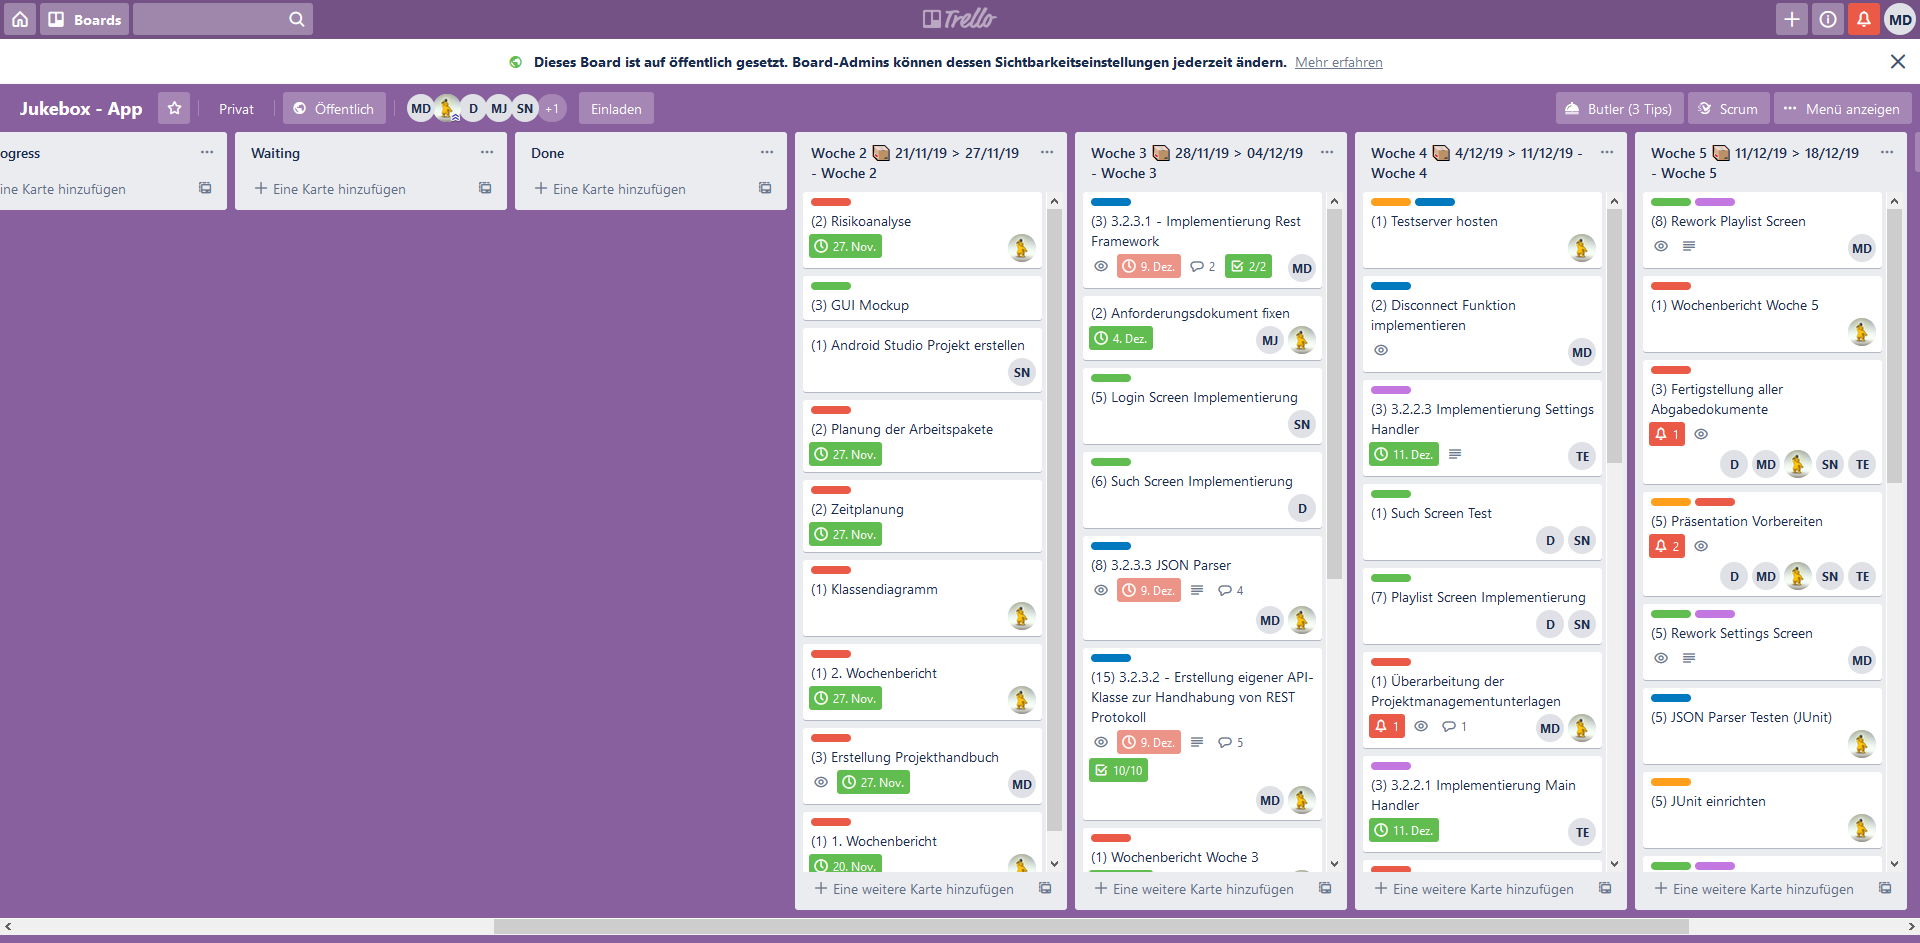 Boards
Trello
MD
Dieses Board ist auf öffentlich gesetzt. Board-Admins können dessen Sichtbarkeitseinstellungen jederzeit ändern. Mehr erfahren
Jukebox - App
Privat
Öffentlich
MD D MJ SN +1
Einladen
Butler (3 Tips)
Scrum
Menü anzeigen
ogress
ine Karte hinzufügen
Waiting
Eine Karte hinzufügen
Done
Eine Karte hinzufügen
Woche 2 21/11/19 > 27/11/19
- Woche 2
(2) Risikoanalyse
27. Nov.
(3) GUI Mockup
(1) Android Studio Projekt erstellen
SN
(2) Planung der Arbeitspakete
27. Nov.
(2) Zeitplanung
27. Nov.
(1) Klassendiagramm
(1) 2. Wochenbericht
27. Nov.
(3) Erstellung Projekthandbuch
27. Nov.
MD
(1) 1. Wochenbericht
20. Nov.
Eine weitere Karte hinzufügen
Woche 3 28/11/19 > 04/12/19
- Woche 3
(3) 3.2.3.1 - Implementierung Rest
Framework
9. Dez. 2 2/2
MD
(2) Anforderungsdokument fixen
4. Dez.
MJ
(5) Login Screen Implementierung
SN
(6) Such Screen Implementierung
D
(8) 3.2.3.3 JSON Parser
9. Dez. 4
MD
(15) 3.2.3.2 - Erstellung eigener API-
Klasse zur Handhabung von REST
Protokoll
9. Dez. 5
10/10
MD
(1) Wochenbericht Woche 3
Eine weitere Karte hinzufügen
Woche 4 4/12/19 > 11/12/19 -
Woche 4
(1) Testserver hosten
(2) Disconnect Funktion
implementieren
MD
(3) 3.2.2.3 Implementierung Settings
Handler
11. Dez.
TE
(1) Such Screen Test
D SN
(7) Playlist Screen Implementierung
D SN
(1) Überarbeitung der
Projektmanagementunterlagen
1 1
MD
(3) 3.2.2.1 Implementierung Main
Handler
11. Dez.
TE
Eine weitere Karte hinzufügen
Woche 5 11/12/19 > 18/12/19
- Woche 5
(8) Rework Playlist Screen
MD
(1) Wochenbericht Woche 5
(3) Fertigstellung aller
Abgabedokumente
1
D MD SN TE
(5) Präsentation Vorbereiten
2
D MD SN TE
(5) Rework Settings Screen
MD
(5) JSON Parser Testen (JUnit)
(5) JUnit einrichten
Eine weitere Karte hinzufügen